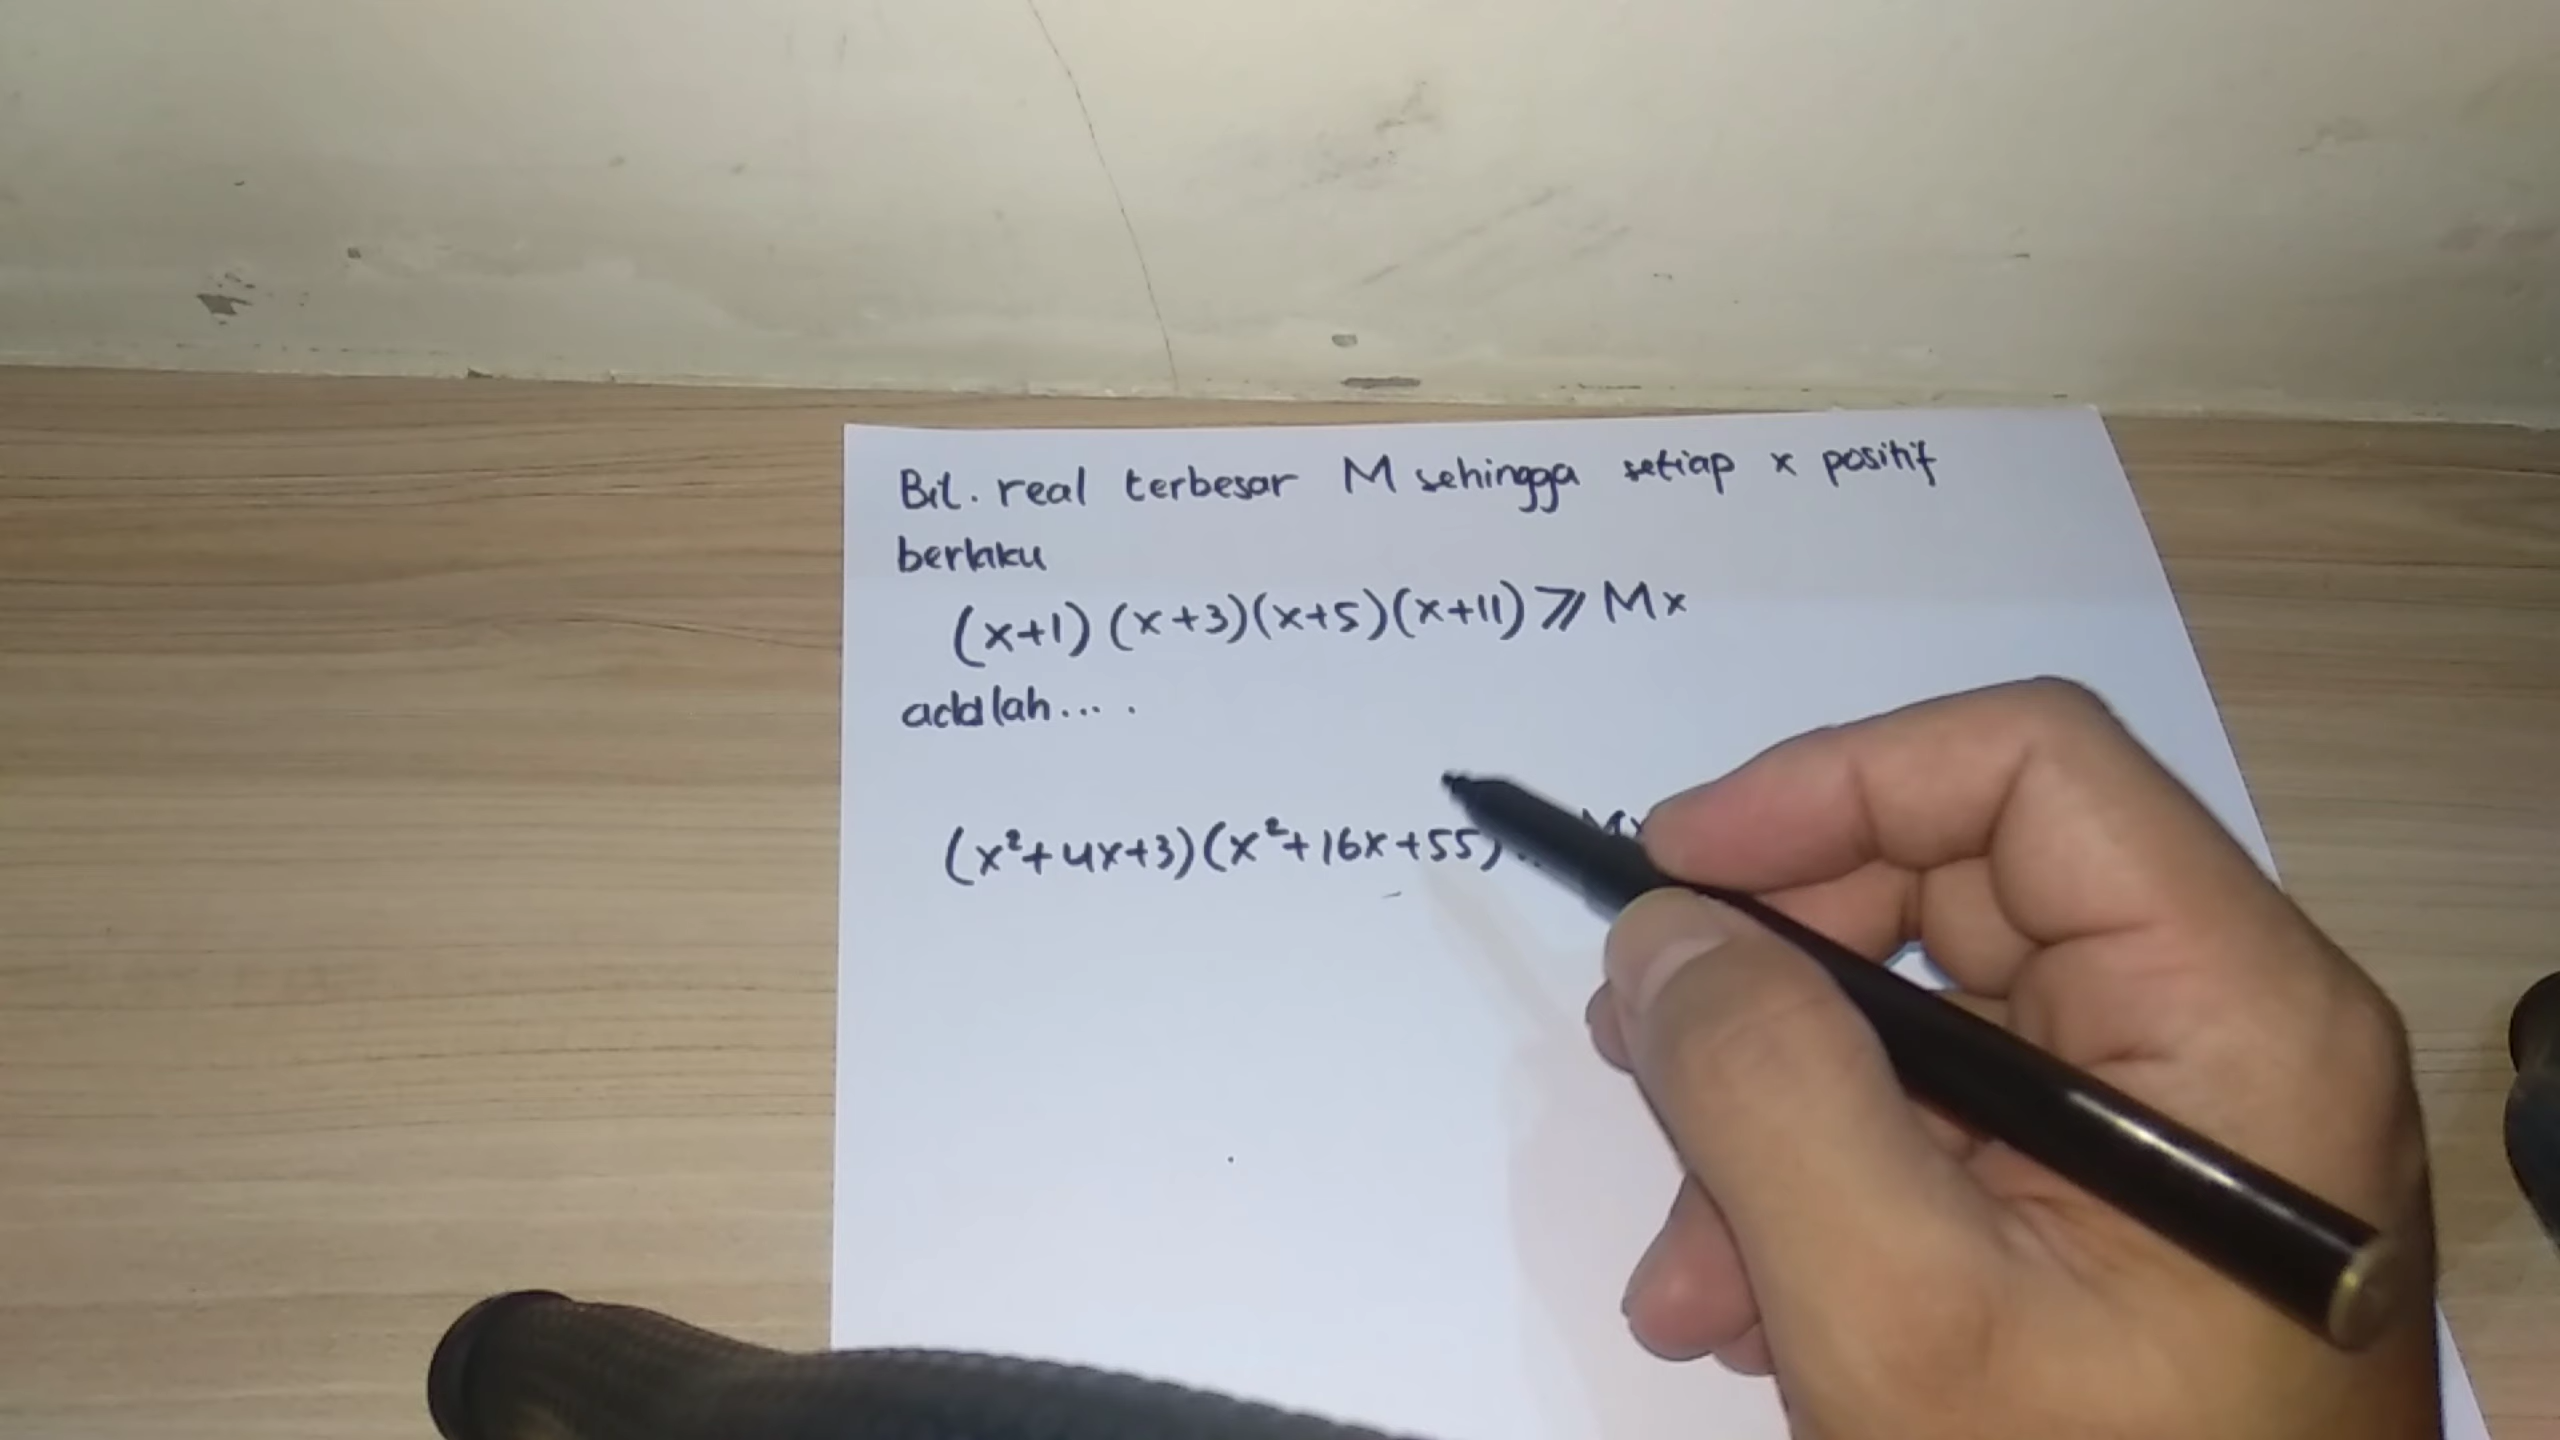 Bil. real terbesar M sehingga setiap x positif
berlaku
(x+1)(x+3)(x+5)(x+11) ⩾ Mx
adalah... .
(x²+4x+3)(x²+16x+55)